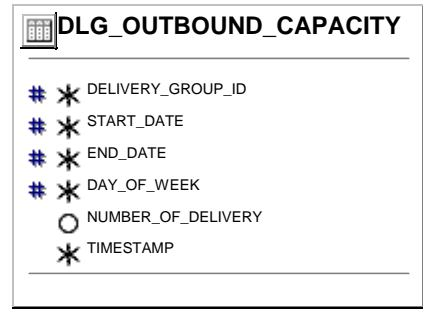 DLG_OUTBOUND_CAPACITY
# * DELIVERY_GROUP_ID
# * START_DATE
# * END_DATE
# * DAY_OF_WEEK
O NUMBER_OF_DELIVERY
* TIMESTAMP